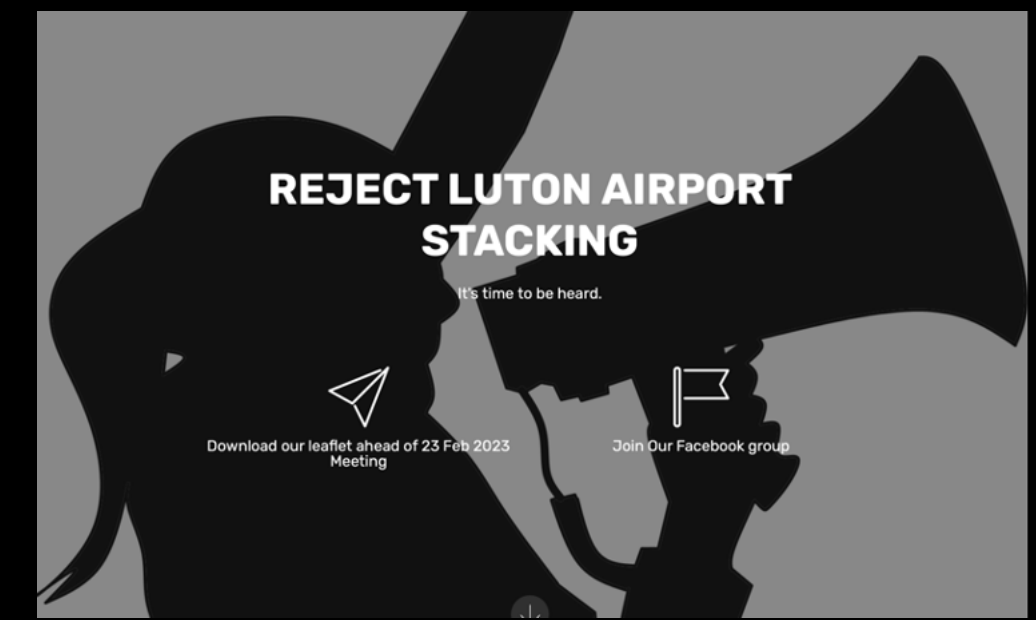 REJECT LUTON AIRPORT
STACKING
It's time to be heard.
Download our leaflet ahead of 23 Feb 2023
Meeting
Join Our Facebook group